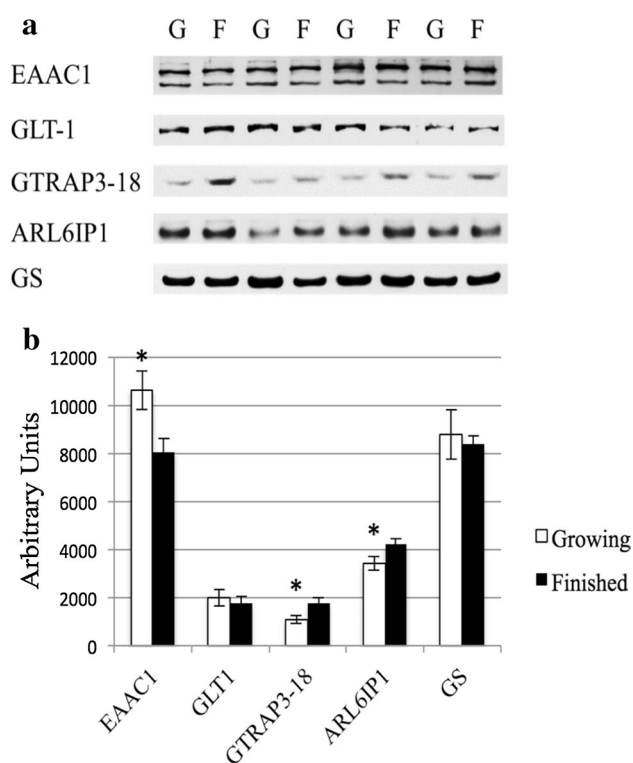 a
G F G F G F G F
EAAC1
GLT-1
GTRAP3-18
ARL6IP1
GS
b
12000
*
10000
8000
6000
4000
2000
0
*
*
Arbitrary Units
Growing
Finished
EAAC1
GLT1
GTRAP3-18
ARL6IP1
GS